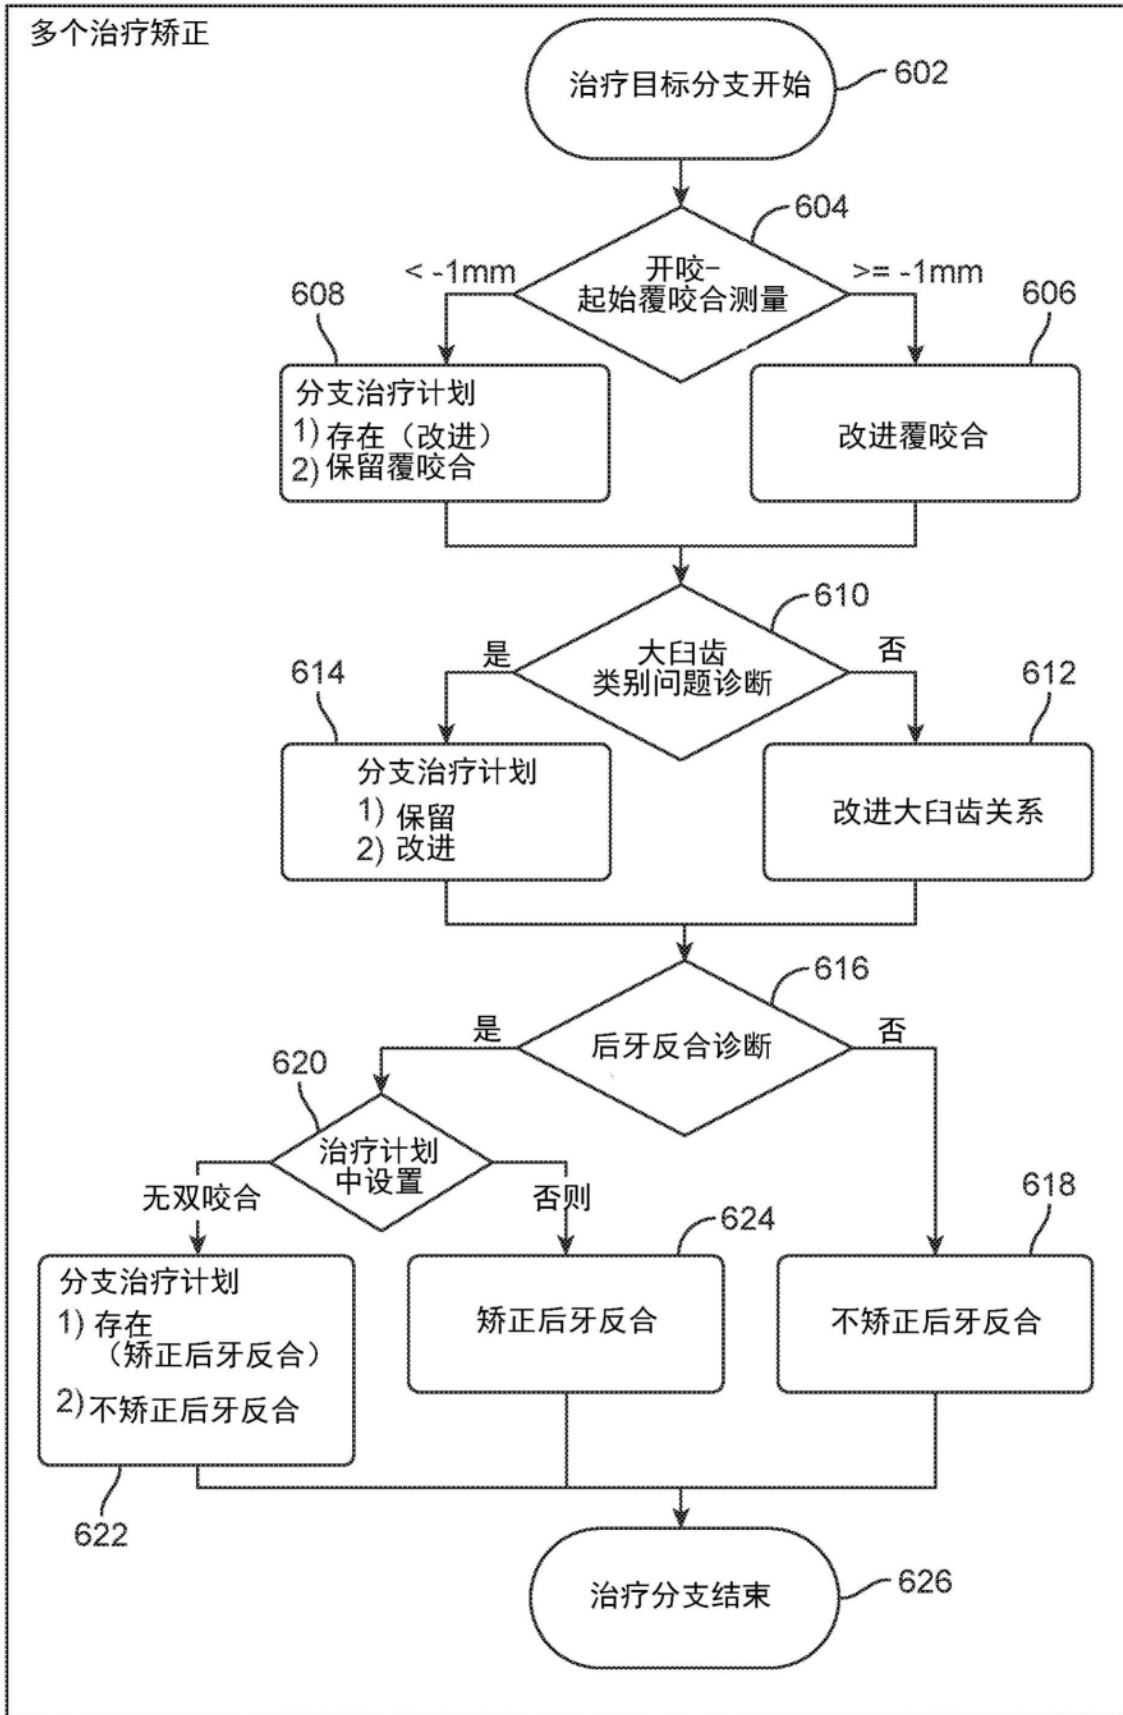 多个治疗矫正
治疗目标分支开始
602
604
开咬-
起始覆咬合测量
< -1mm
>= -1mm
608
606
分支治疗计划
1) 存在（改进）
2) 保留覆咬合
改进覆咬合
610
大臼齿
类别问题诊断
是
否
614
612
分支治疗计划
1) 保留
2) 改进
改进大臼齿关系
616
后牙反合诊断
是
否
620
治疗计划
中设置
无双咬合
否则
624
618
分支治疗计划
1) 存在
（矫正后牙反合）
2) 不矫正后牙反合
矫正后牙反合
不矫正后牙反合
622
治疗分支结束
626